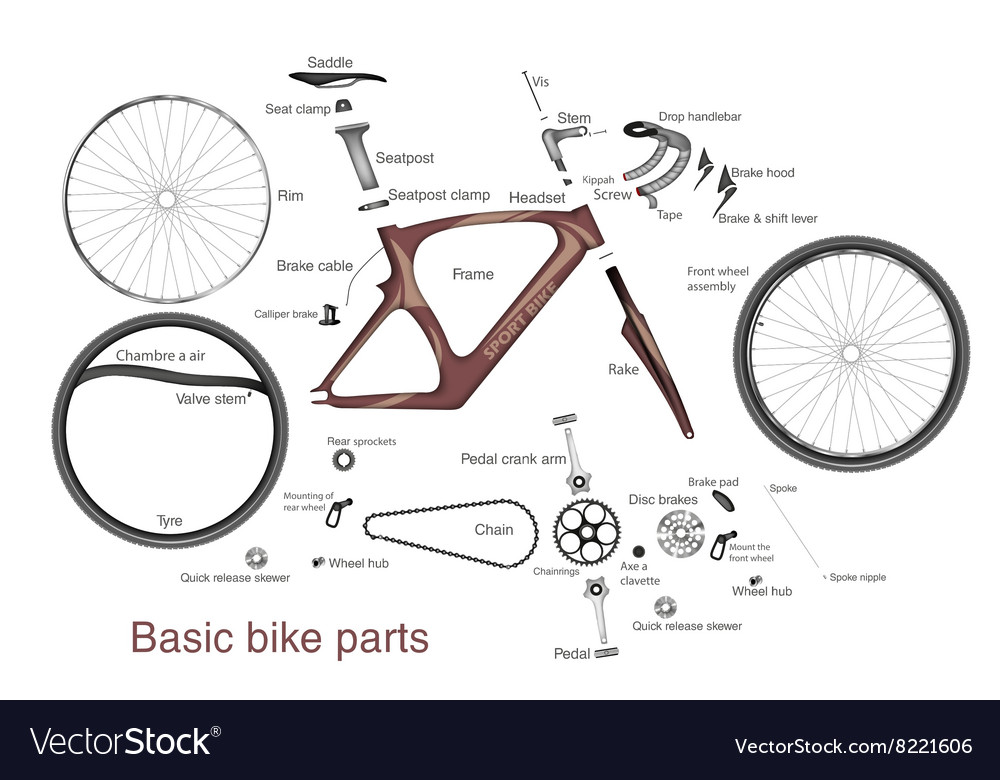 Saddle
Vis
Seat clamp
Stem
Drop handlebar
Seatpost
Brake hood
Kippah
Rim
Seatpost clamp
Headset
Screw
Tape
Brake & shift lever
Brake cable
Frame
Front wheel
assembly
SPORT BIKE
Calliper brake
Chambre a air
Rake
Valve stem
Rear sprockets
Pedal crank arm
Brake pad
Spoke
Mounting of
rear wheel
Disc brakes
Tyre
Chain
Mount the
front wheel
Wheel hub
Chainrings
Axe a
clavette
Quick release skewer
Spoke nipple
Wheel hub
Quick release skewer
Basic bike parts
Pedal
VectorStock®
VectorStock.com/8221606